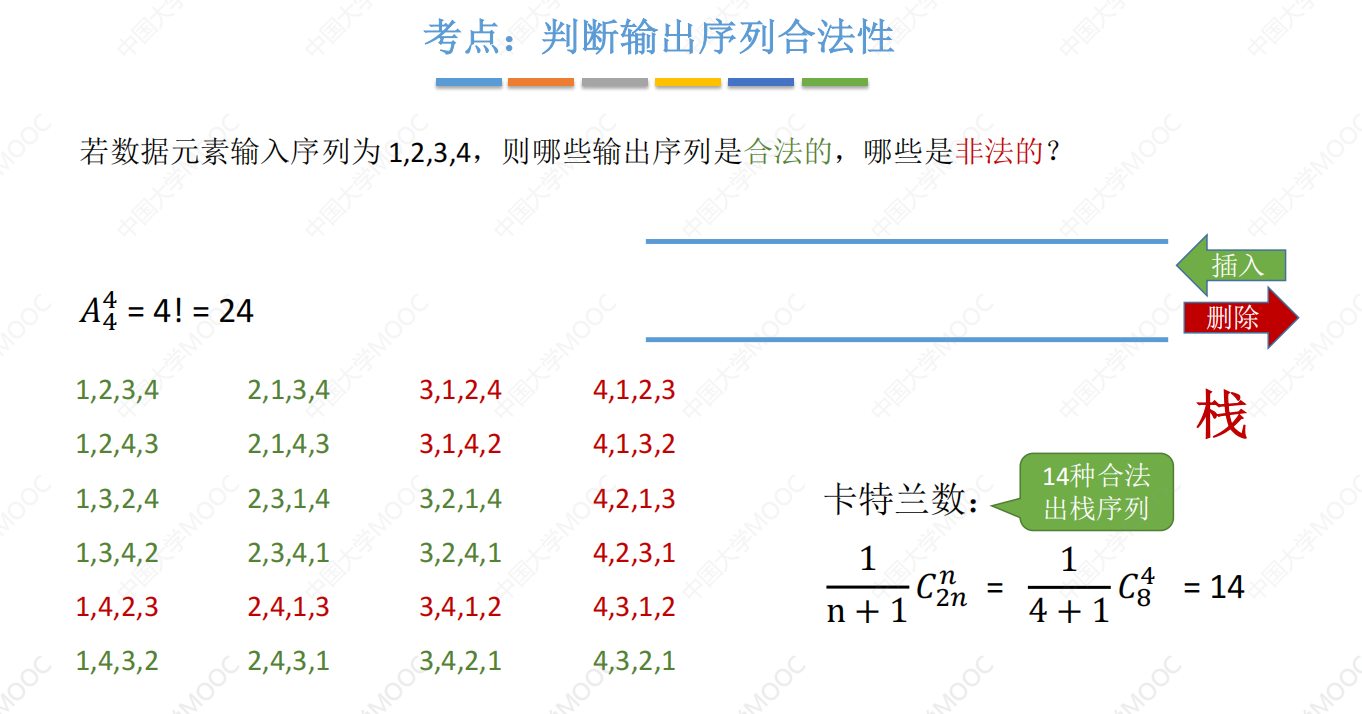 考点：判断输出序列合法性
若数据元素输入序列为 1,2,3,4，则哪些输出序列是合法的，哪些是非法的？
插入
删除
A₄⁴ = 4! = 24
1,2,3,4 2,1,3,4 3,1,2,4 4,1,2,3
1,2,4,3 2,1,4,3 3,1,4,2 4,1,3,2
1,3,2,4 2,3,1,4 3,2,1,4 4,2,1,3
1,3,4,2 2,3,4,1 3,2,4,1 4,2,3,1
1,4,2,3 2,4,1,3 3,4,1,2 4,3,1,2
1,4,3,2 2,4,3,1 3,4,2,1 4,3,2,1
栈
14种合法
出栈序列
卡特兰数：
1/(n + 1) C₂ₙⁿ = 1/(4 + 1) C₈⁴ = 14
中国大学MOOC